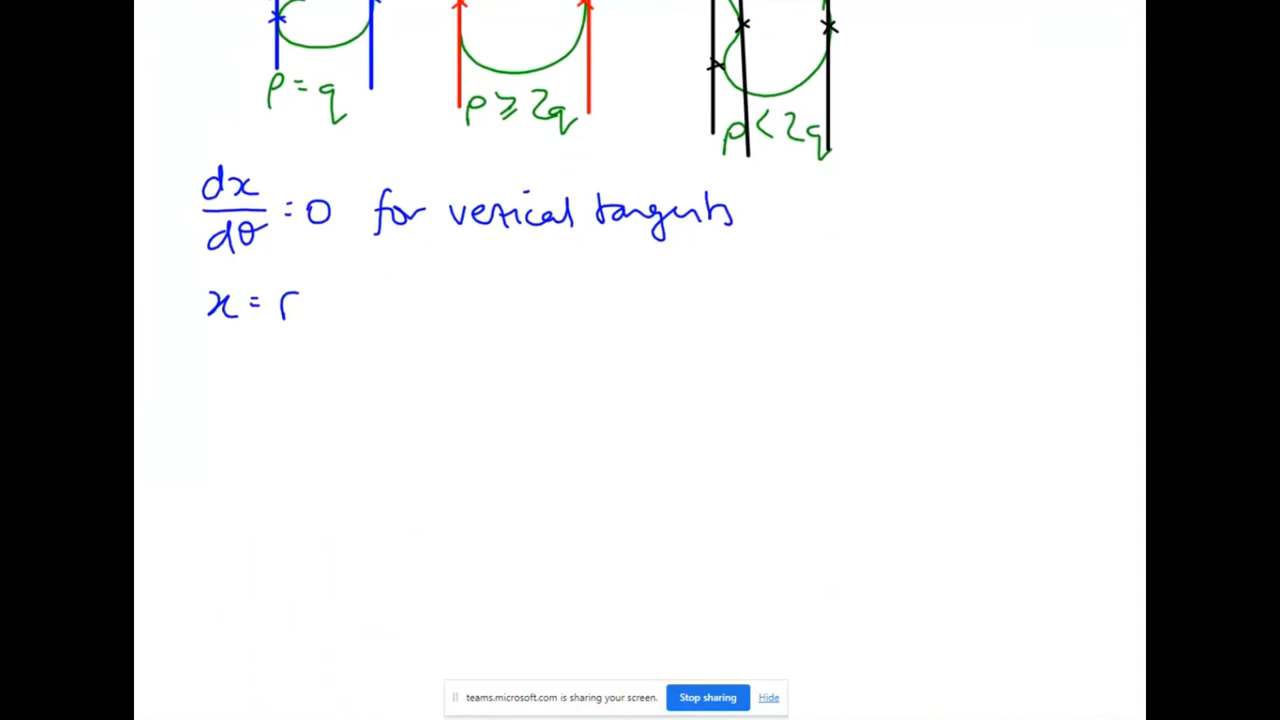 p = q
p ⩾ 2q
p < 2q
dx/dθ = 0 for vertical tangents
x = r
teams.microsoft.com is sharing your screen. Stop sharing Hide